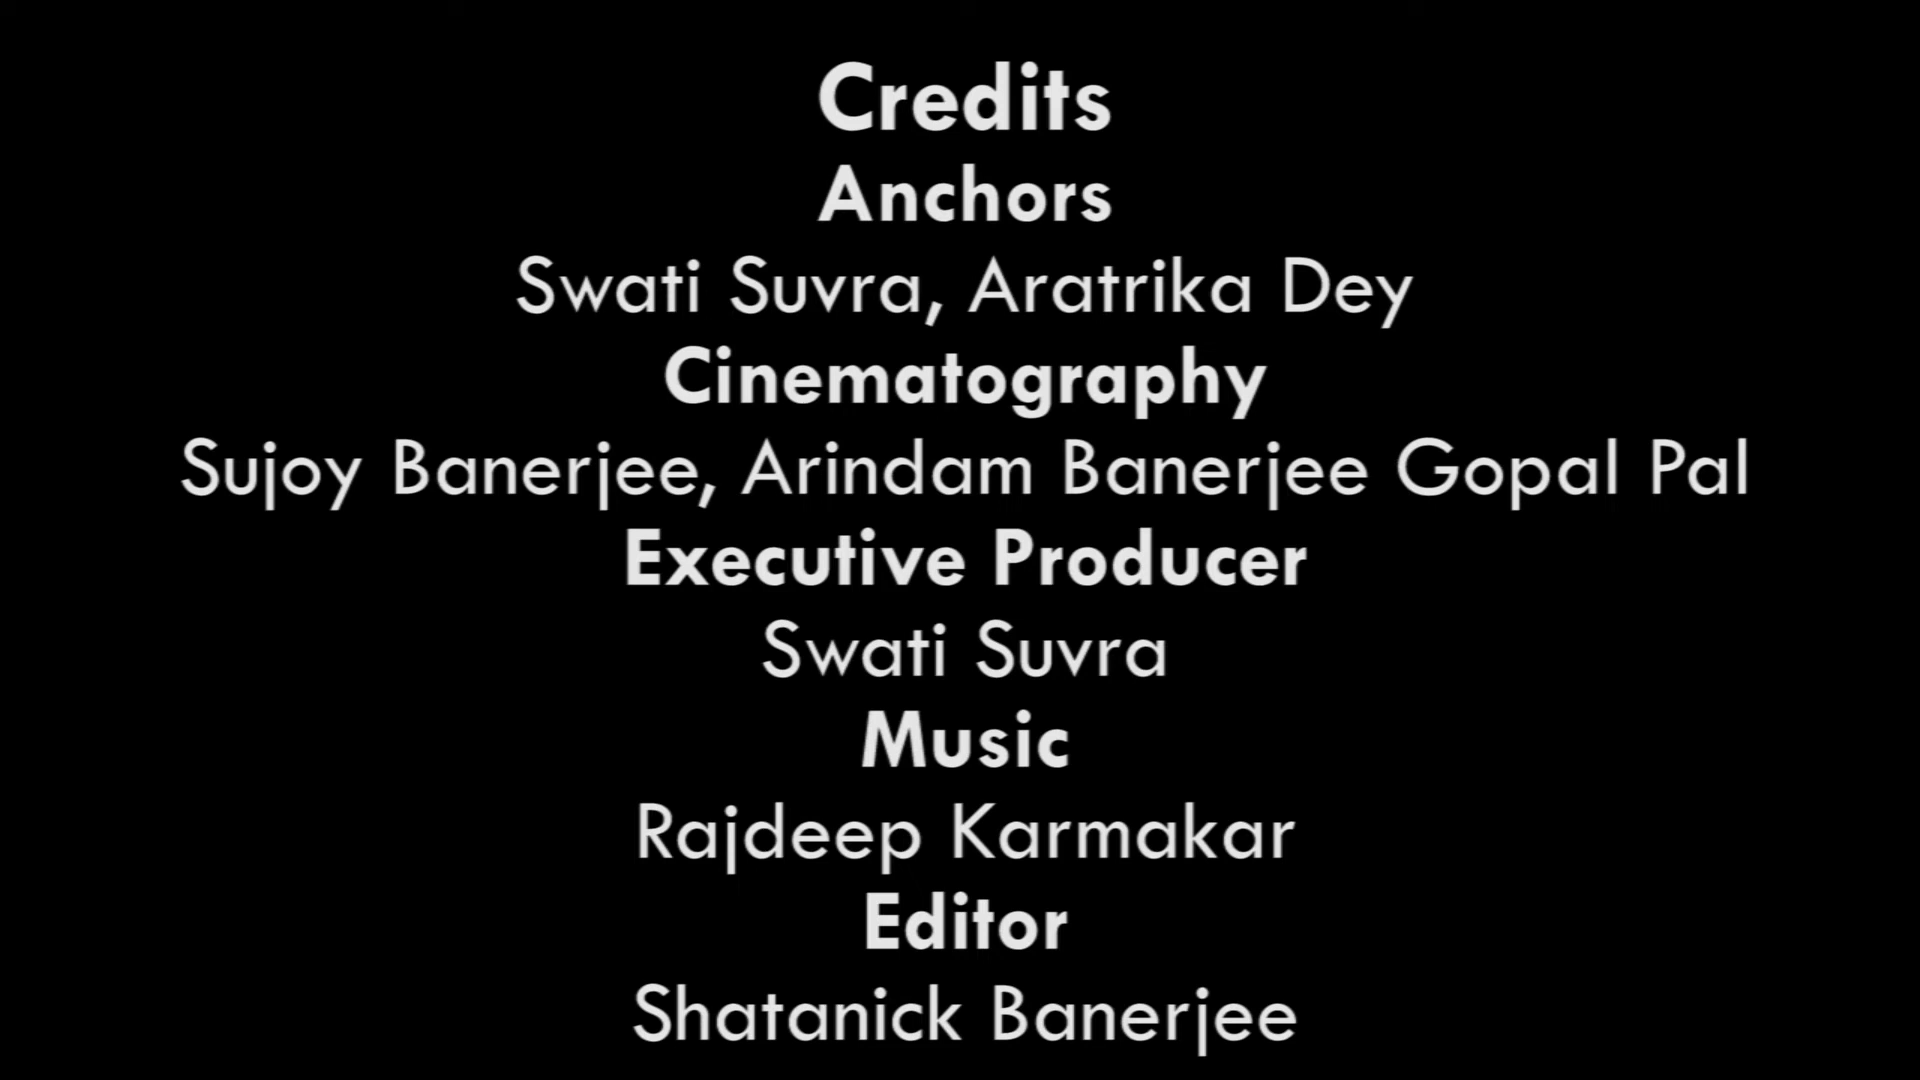 Credits
Anchors
Swati Suvra, Aratrika Dey
Cinematography
Sujoy Banerjee, Arindam Banerjee Gopal Pal
Executive Producer
Swati Suvra
Music
Rajdeep Karmakar
Editor
Shatanick Banerjee